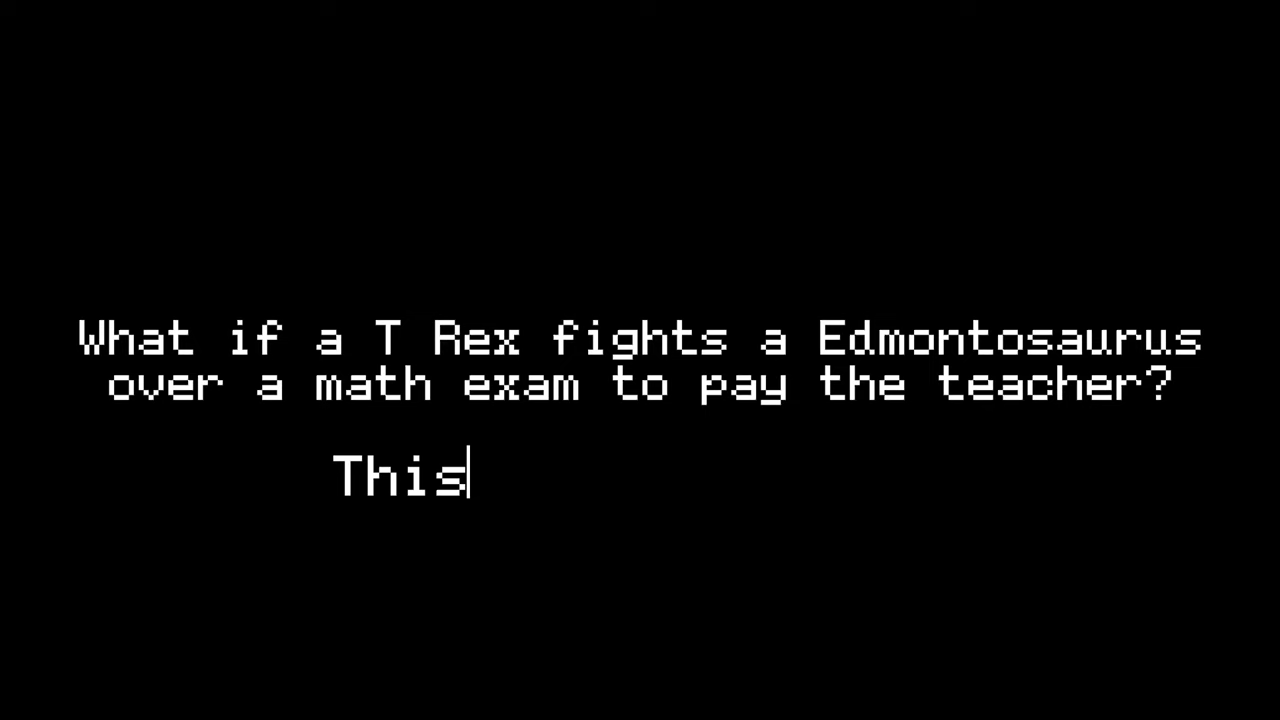 What if a T Rex fights a Edmontosaurus
over a math exam to pay the teacher?
This